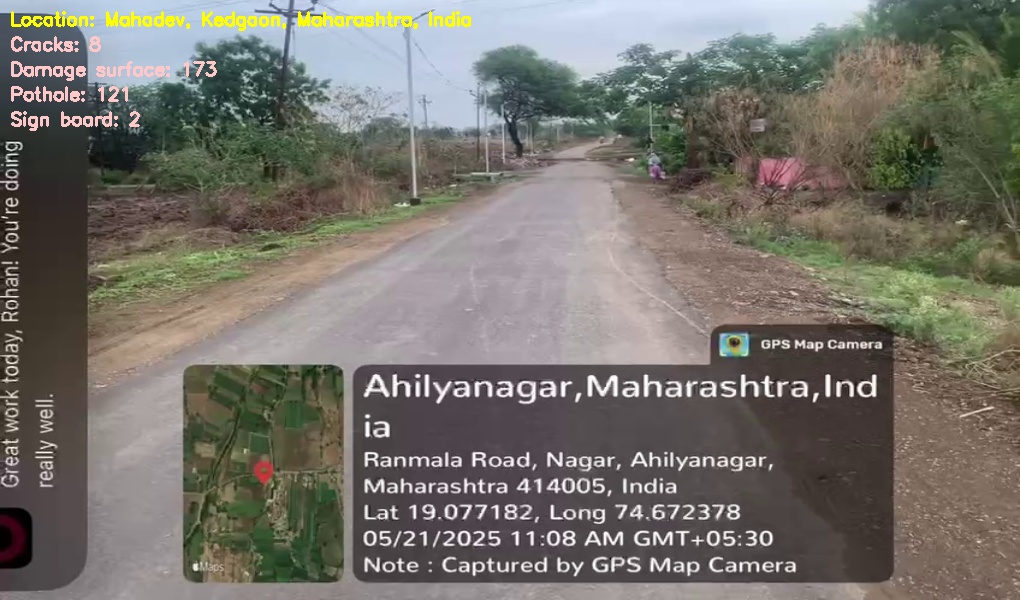 Location: Mahadev, Kedgaon, Maharashtra, India
Cracks: 8
Damage surface: 173
Pothole: 121
Sign board: 2
Great work today, Rohan! You're doing
really well.
GPS Map Camera
Ahilyanagar,Maharashtra,Ind
ia
Ranmala Road, Nagar, Ahilyanagar,
Maharashtra 414005, India
Lat 19.077182, Long 74.672378
05/21/2025 11:08 AM GMT+05:30
Note : Captured by GPS Map Camera
Maps